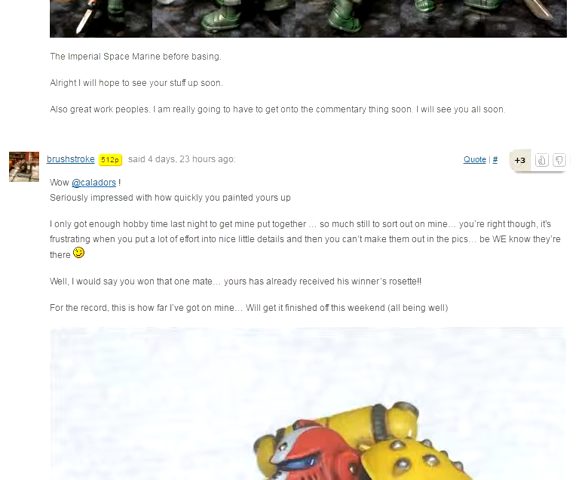 The Imperial Space Marine before basing.
Alright I will hope to see your stuff up soon.
Also great work peoples. I am really going to have to get onto the commentary thing soon. I will see you all soon.
brushstroke 512p said 4 days, 23 hours ago: Quote | # +3
Wow @caladors !
Seriously impressed with how quickly you painted yours up
I only got enough hobby time last night to get mine put together … so much still to sort out on mine… you're right though, it's
frustrating when you put a lot of effort into nice little details and then you can't make them out in the pics… be WE know they're
there
Well, I would say you won that one mate… yours has already received his winner's rosette!!
For the record, this is how far I've got on mine… Will get it finished off this weekend (all being well)